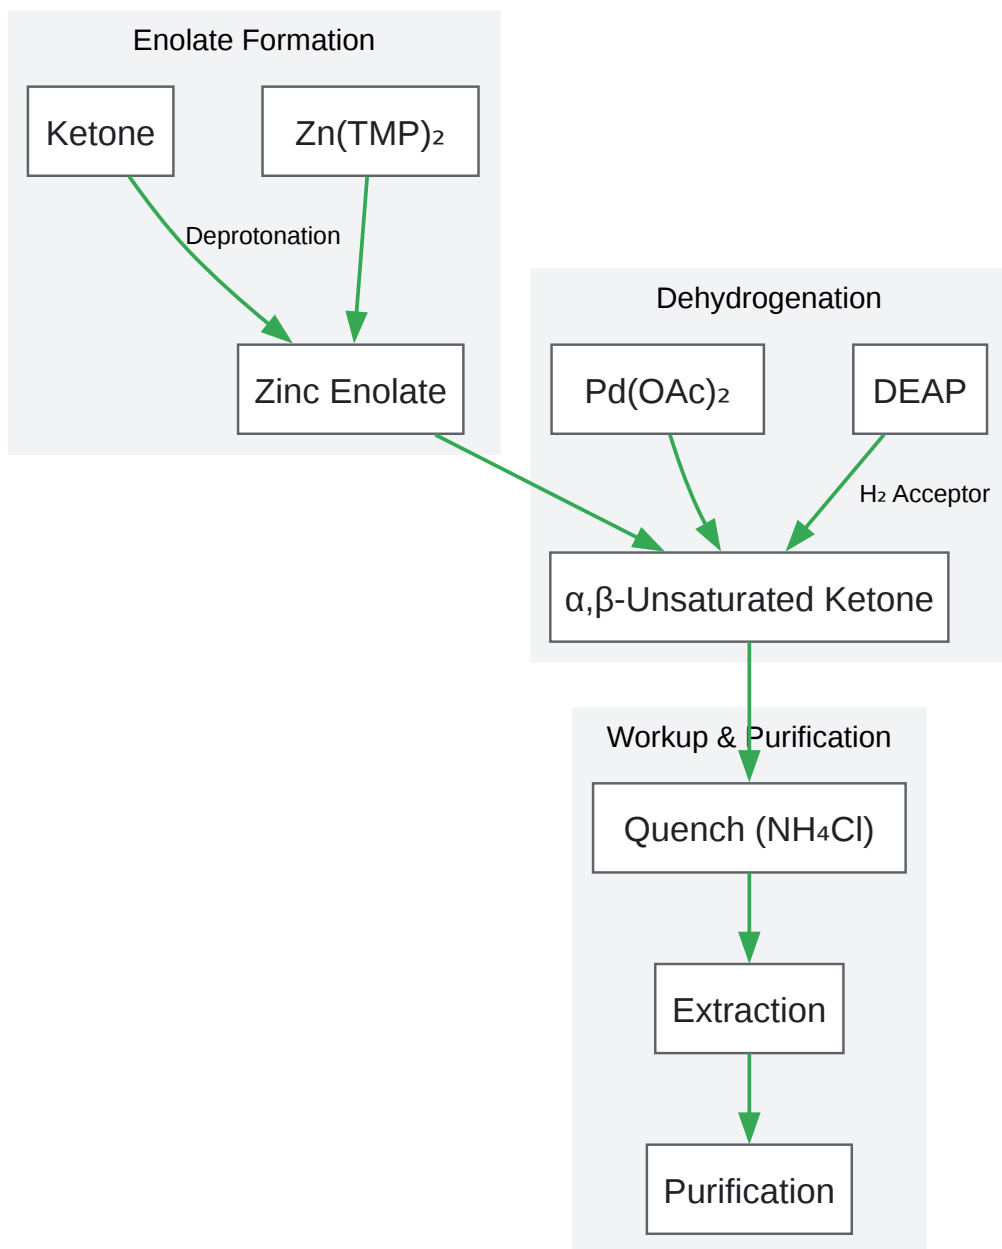 Enolate Formation
Ketone
Zn(TMP)₂
Deprotonation
Zinc Enolate
Dehydrogenation
Pd(OAc)₂
DEAP
H₂ Acceptor
α,β-Unsaturated Ketone
Workup & Purification
Quench (NH₄Cl)
Extraction
Purification